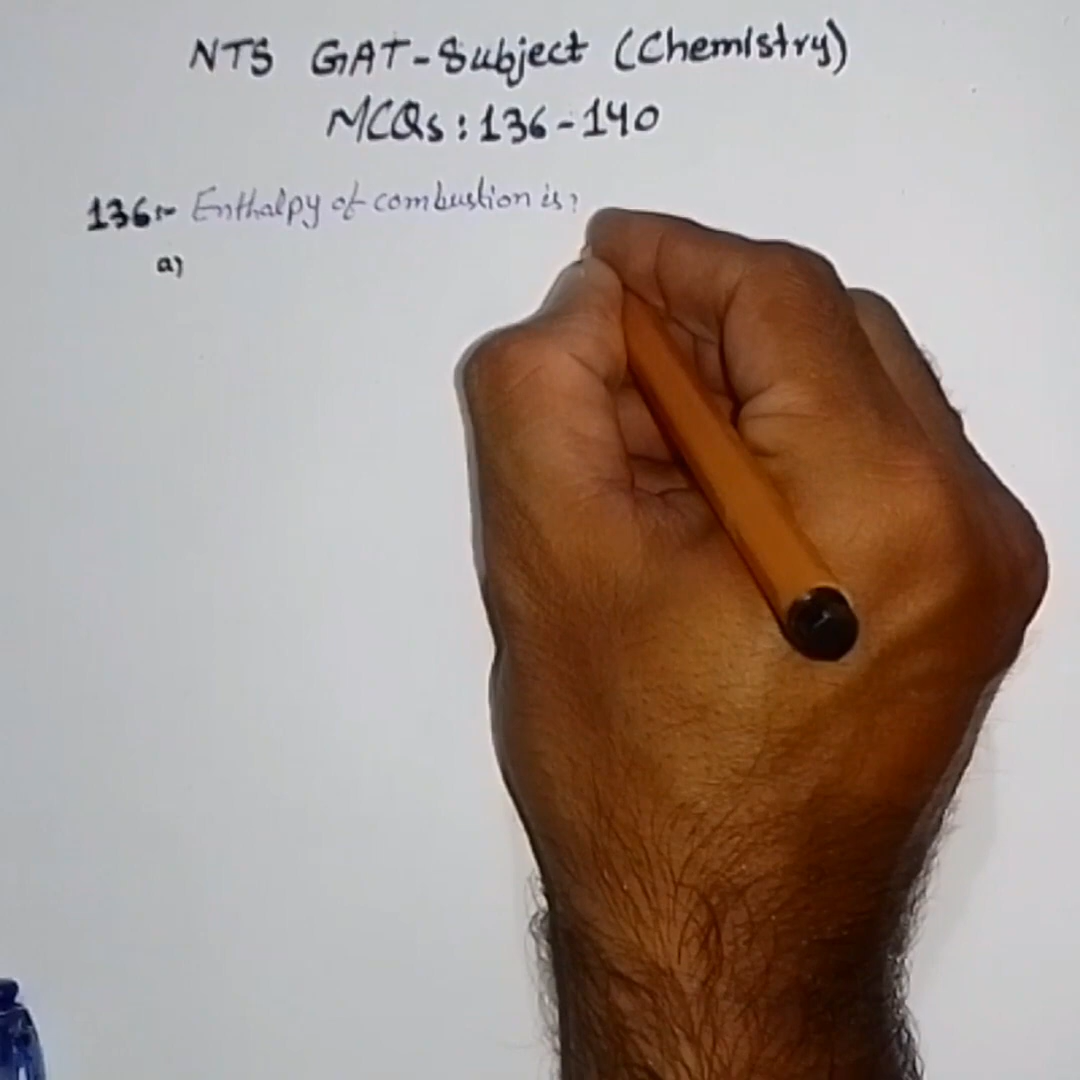 NTS GAT-Subject (Chemistry)
MCQs : 136-140
136:- Enthalpy of combustion is?
a)